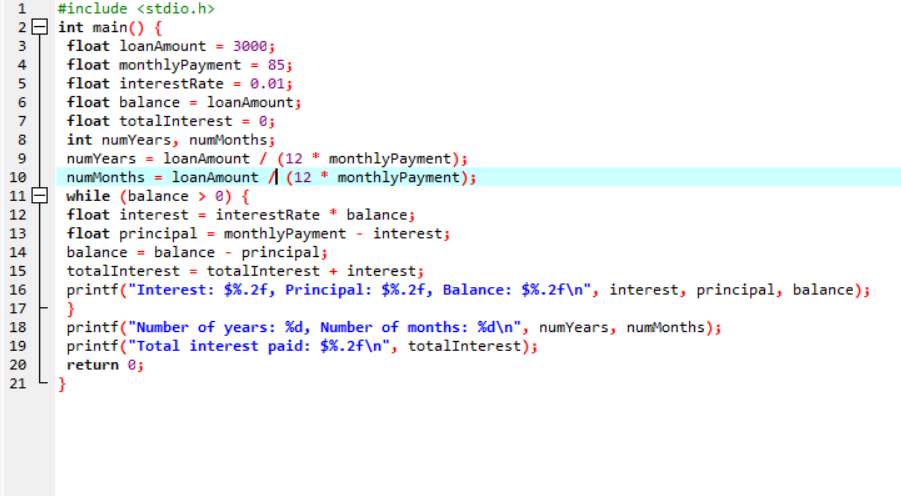 1 #include <stdio.h>
2 int main() {
3 float loanAmount = 3000;
4 float monthlyPayment = 85;
5 float interestRate = 0.01;
6 float balance = loanAmount;
7 float totalInterest = 0;
8 int numYears, numMonths;
9 numYears = loanAmount / (12 * monthlyPayment);
10 numMonths = loanAmount / (12 * monthlyPayment);
11 while (balance > 0) {
12 float interest = interestRate * balance;
13 float principal = monthlyPayment - interest;
14 balance = balance - principal;
15 totalInterest = totalInterest + interest;
16 printf("Interest: $%.2f, Principal: $%.2f, Balance: $%.2f\n", interest, principal, balance);
17 }
18 printf("Number of years: %d, Number of months: %d\n", numYears, numMonths);
19 printf("Total interest paid: $%.2f\n", totalInterest);
20 return 0;
21 }